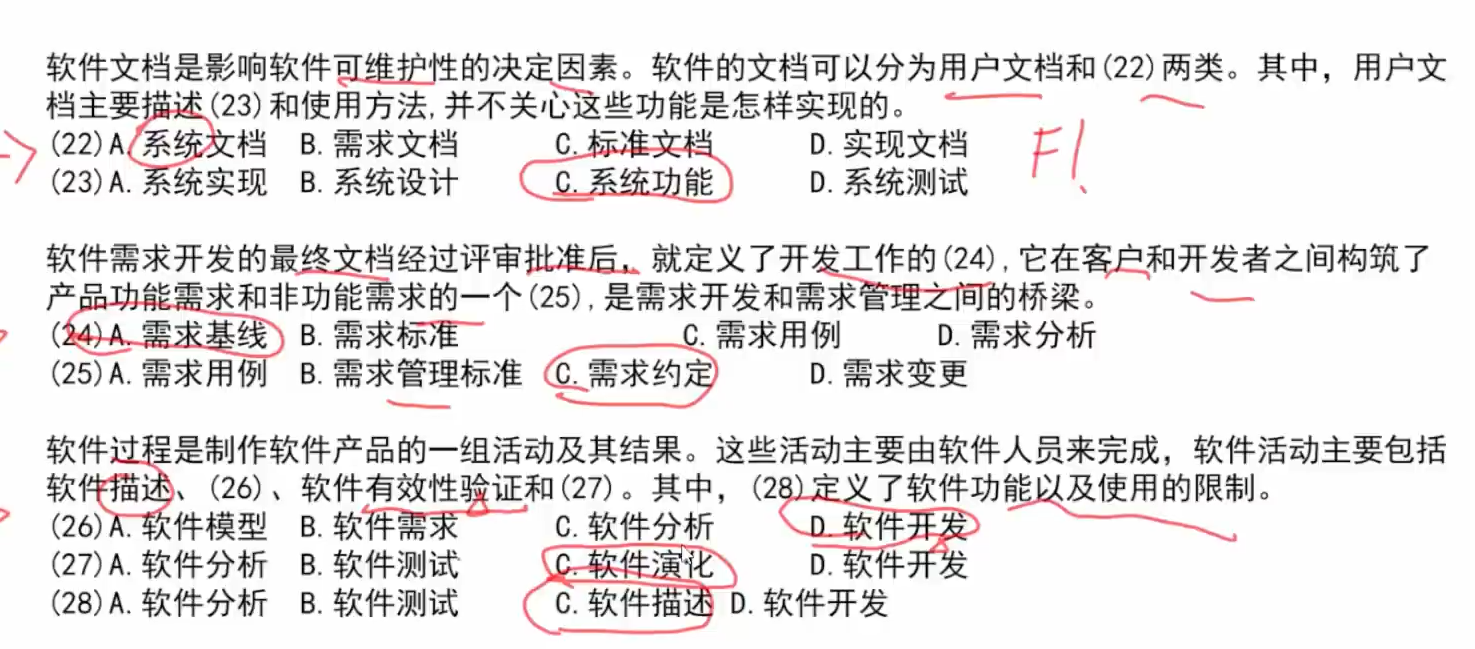 软件文档是影响软件可维护性的决定因素。软件的文档可以分为用户文档和(22)两类。其中，用户文
档主要描述(23)和使用方法,并不关心这些功能是怎样实现的。
(22)A.系统文档 B.需求文档 C.标准文档 D.实现文档
(23)A.系统实现 B.系统设计 C.系统功能 D.系统测试
软件需求开发的最终文档经过评审批准后，就定义了开发工作的(24),它在客户和开发者之间构筑了
产品功能需求和非功能需求的一个(25),是需求开发和需求管理之间的桥梁。
(24)A.需求基线 B.需求标准 C.需求用例 D.需求分析
(25)A.需求用例 B.需求管理标准 C.需求约定 D.需求变更
软件过程是制作软件产品的一组活动及其结果。这些活动主要由软件人员来完成，软件活动主要包括
软件描述、(26)、软件有效性验证和(27)。其中，(28)定义了软件功能以及使用的限制。
(26)A.软件模型 B.软件需求 C.软件分析 D.软件开发
(27)A.软件分析 B.软件测试 C.软件演化 D.软件开发
(28)A.软件分析 B.软件测试 C.软件描述 D.软件开发